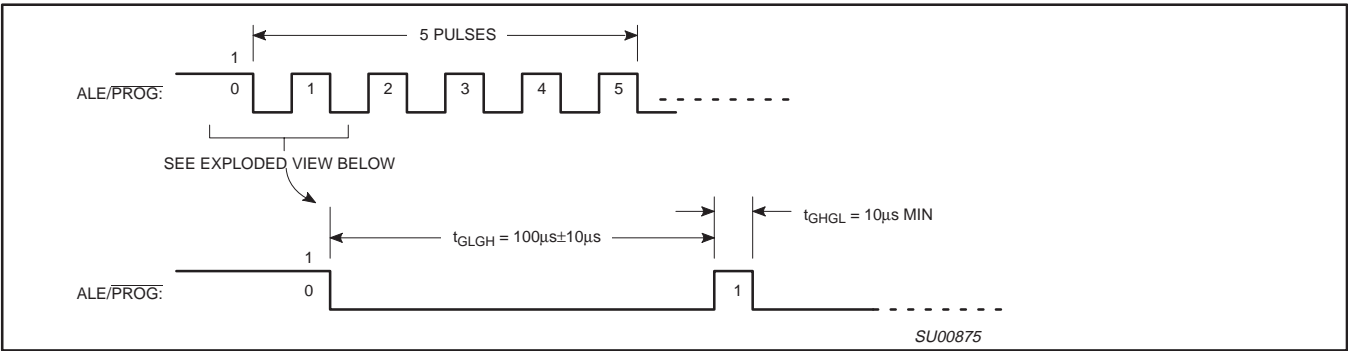 5 PULSES
1
ALE/PROG:
0
1
2
3
4
5
SEE EXPLODED VIEW BELOW
tGHGL = 10µs MIN
tGLGH = 100µs±10µs
1
ALE/PROG:
0
1
SU00875